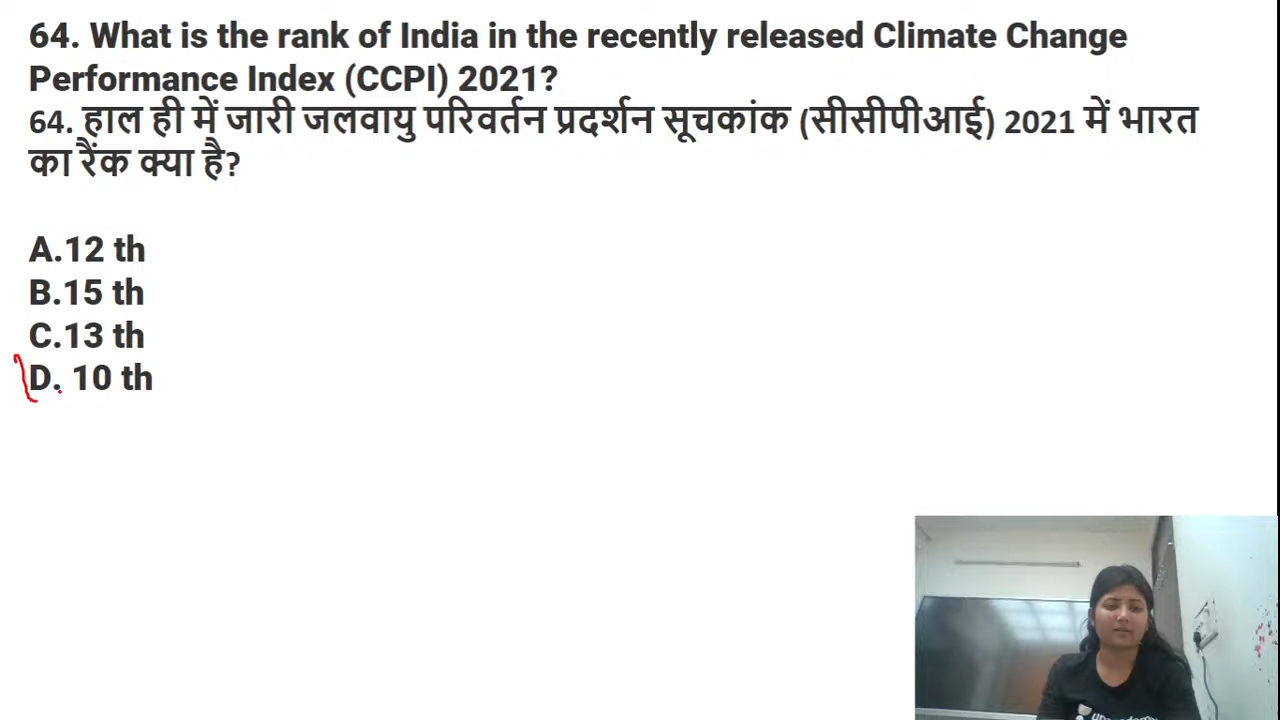 64. What is the rank of India in the recently released Climate Change
Performance Index (CCPI) 2021?
64. हाल ही में जारी जलवायु परिवर्तन प्रदर्शन सूचकांक (सीसीपीआई) 2021 में भारत
का रैंक क्या है?
A.12 th
B.15 th
C.13 th
D. 10 th